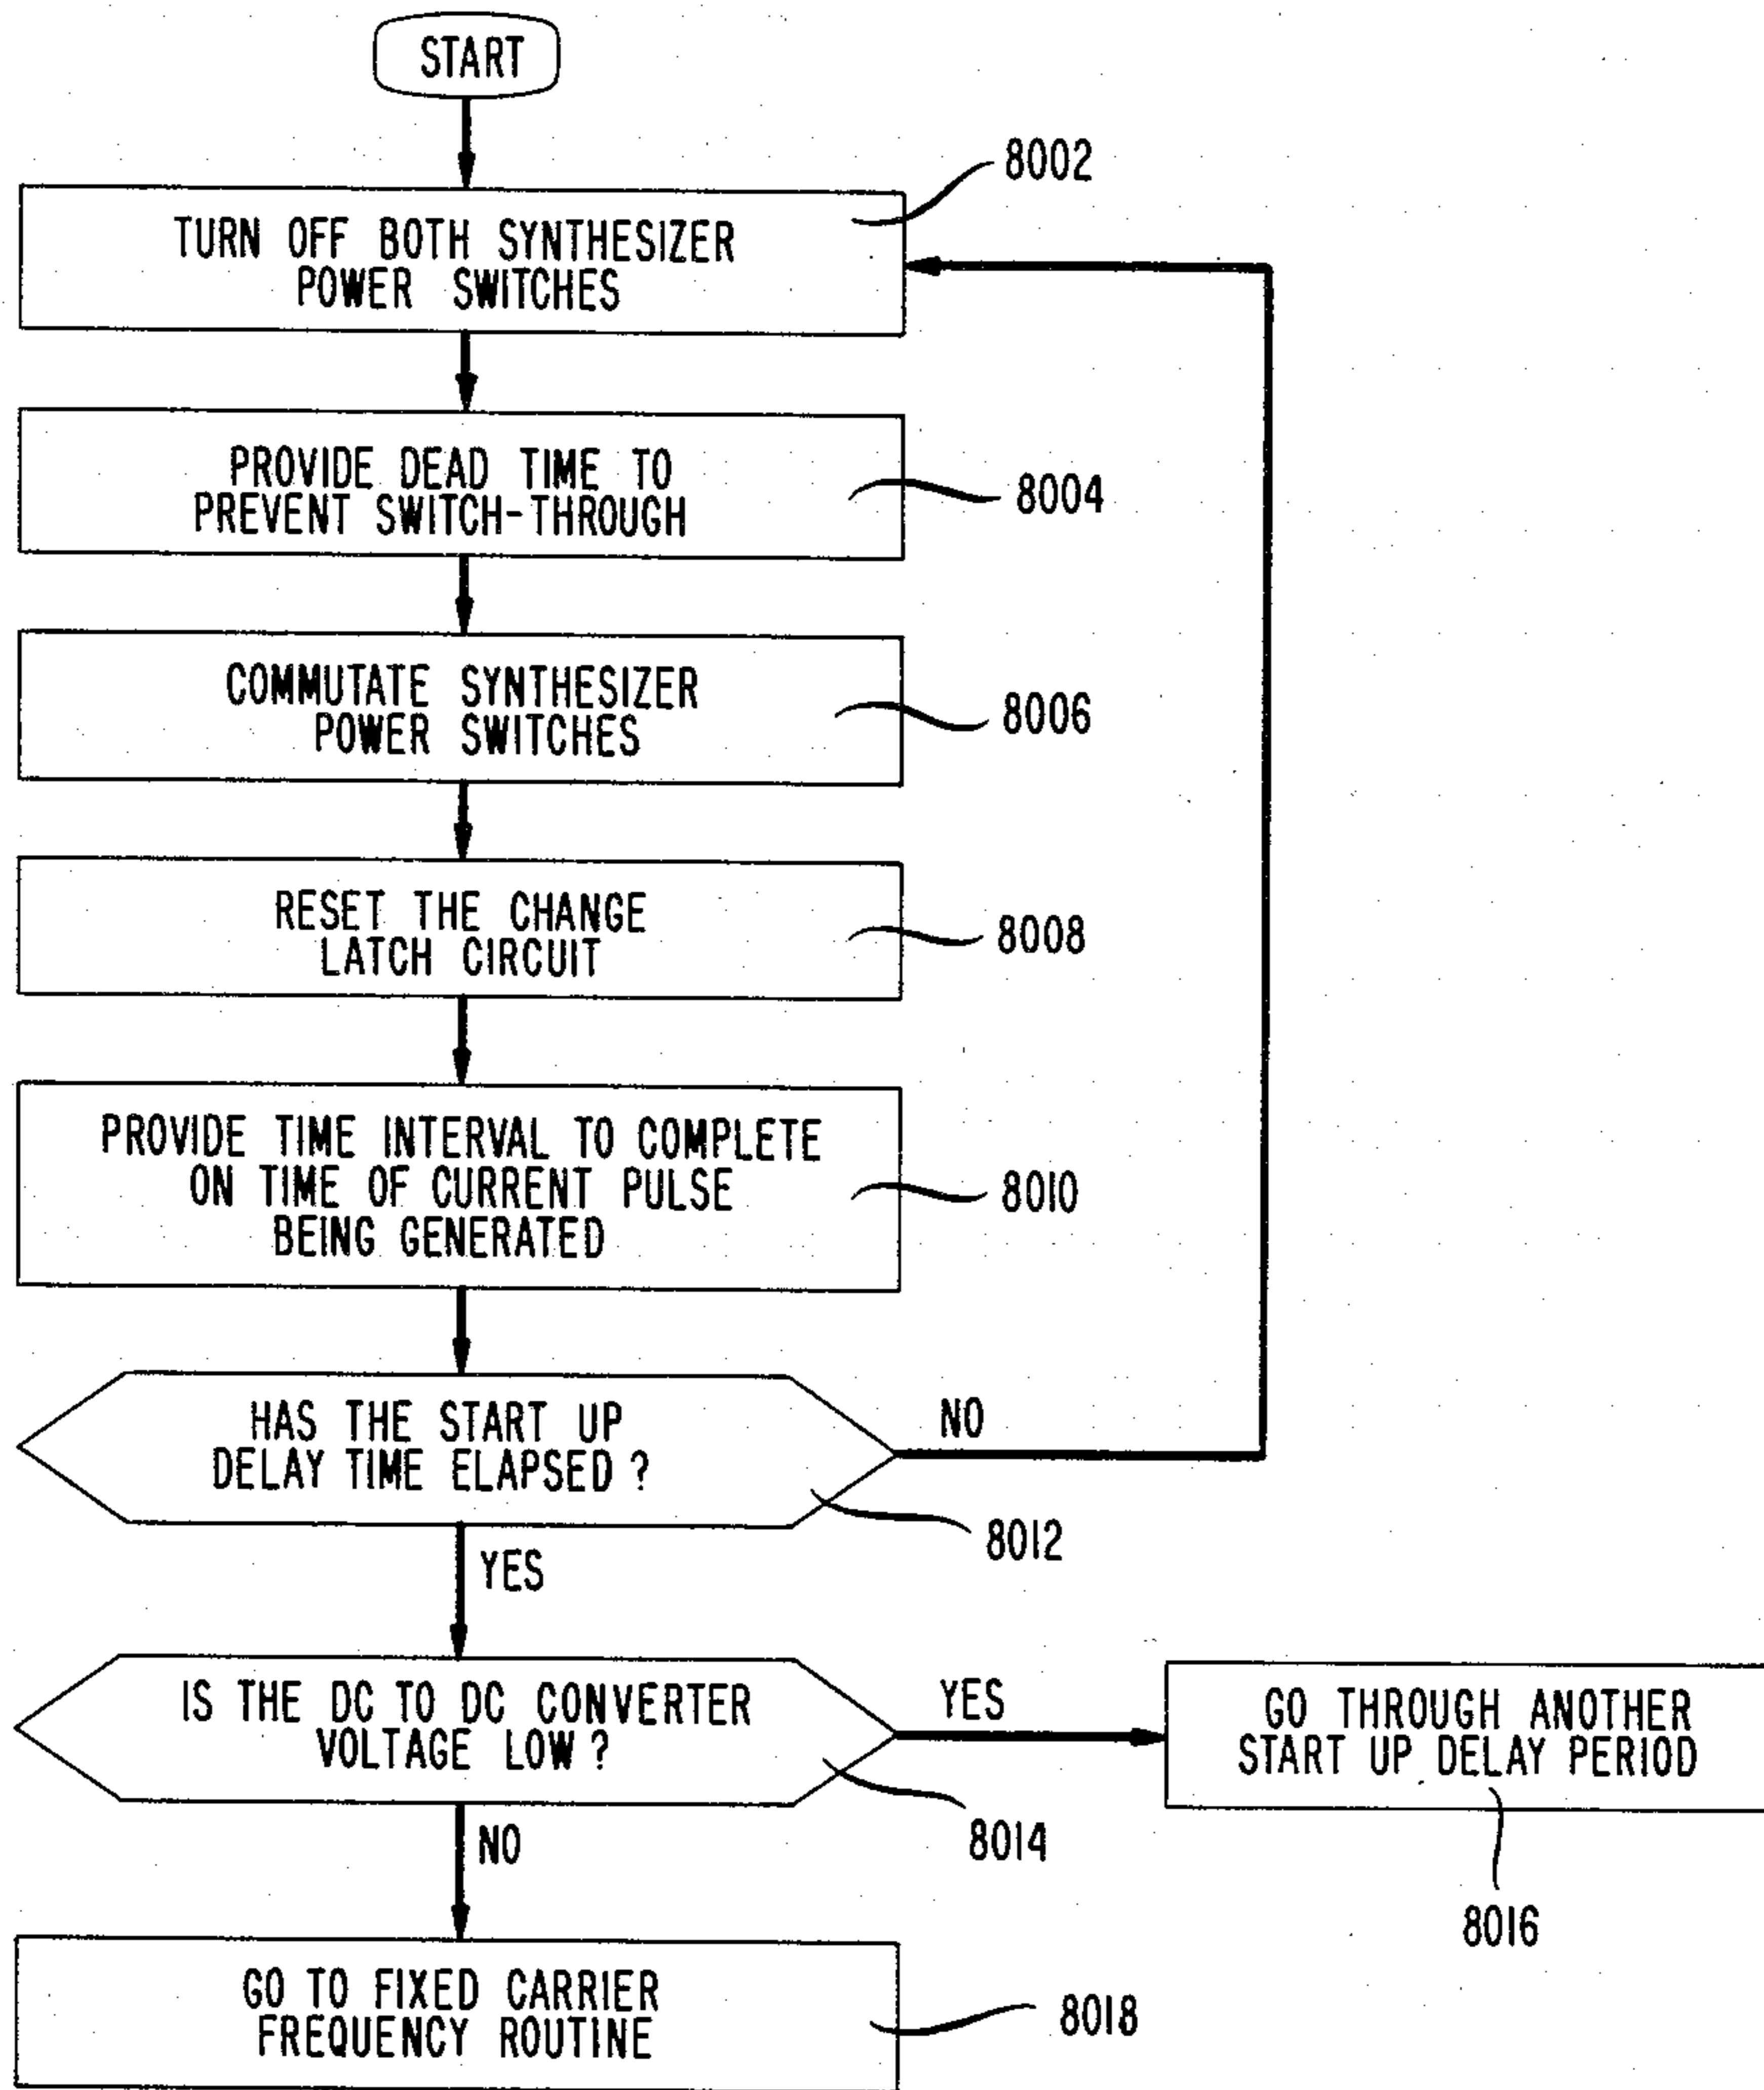 START
8002
TURN OFF BOTH SYNTHESIZER
POWER SWITCHES
PROVIDE DEAD TIME TO
PREVENT SWITCH-THROUGH
8004
COMMUTATE SYNTHESIZER
POWER SWITCHES
8006
RESET THE CHANGE
LATCH CIRCUIT
8008
PROVIDE TIME INTERVAL TO COMPLETE
ON TIME OF CURRENT PULSE
BEING GENERATED
8010
HAS THE START UP
DELAY TIME ELAPSED ?
NO
8012
YES
IS THE DC TO DC CONVERTER
VOLTAGE LOW ?
YES
GO THROUGH ANOTHER
START UP DELAY PERIOD
8014
NO
8016
GO TO FIXED CARRIER
FREQUENCY ROUTINE
8018